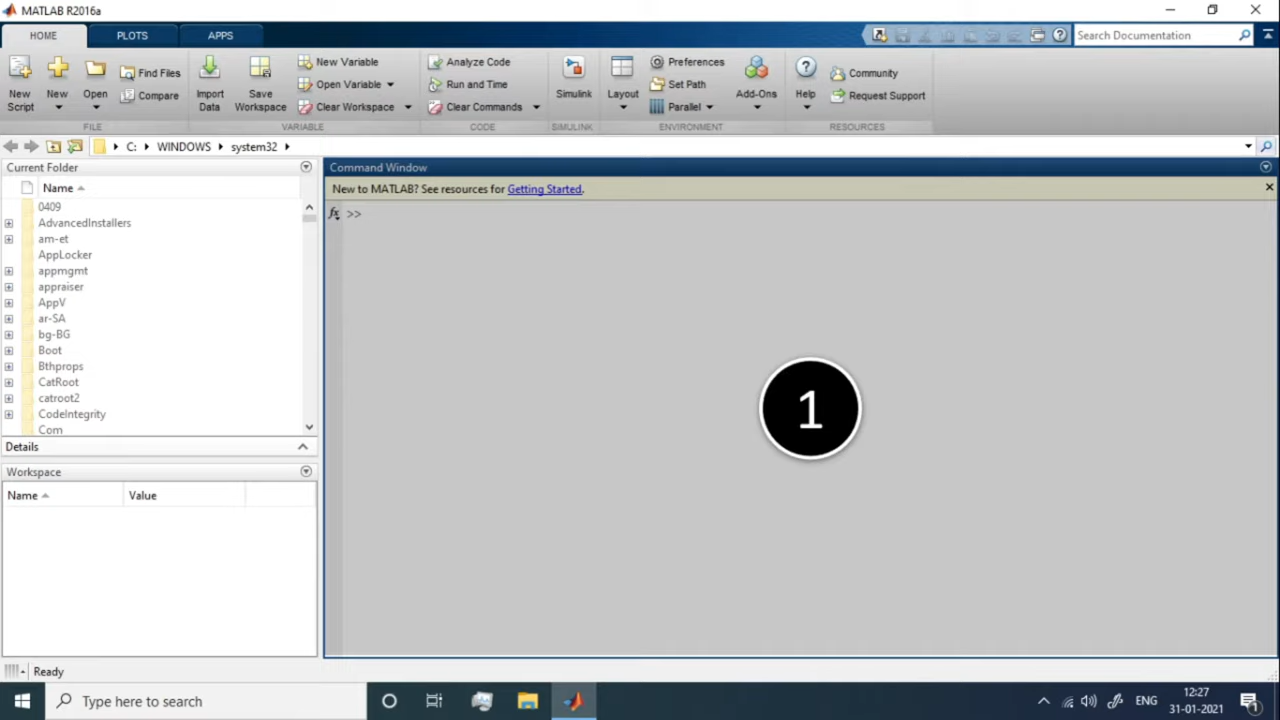 MATLAB R2016a
HOME PLOTS APPS
Search Documentation
New Script
New
Open
Find Files
Compare
FILE
Import Data
Save Workspace
New Variable
Open Variable
Clear Workspace
VARIABLE
Analyze Code
Run and Time
Clear Commands
CODE
Simulink
SIMULINK
Layout
Preferences
Set Path
Parallel
Add-Ons
ENVIRONMENT
Help
Community
Request Support
RESOURCES
C: WINDOWS system32
Current Folder
Name
0409
AdvancedInstallers
am-et
AppLocker
appmgmt
appraiser
AppV
ar-SA
bg-BG
Boot
Bthprops
CatRoot
catroot2
CodeIntegrity
Com
Details
Workspace
Name Value
Command Window
New to MATLAB? See resources for Getting Started.
fx >>
1
Ready
Type here to search
ENG
12:27
31-01-2021
1